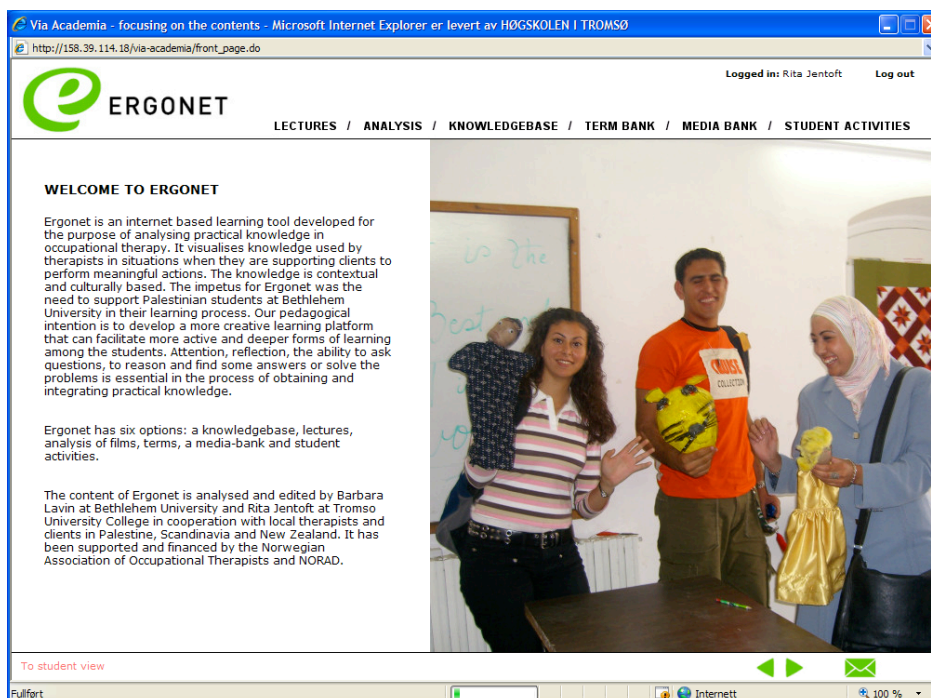 Via Academia - focusing on the contents - Microsoft Internet Explorer er levert av HØGSKOLEN I TROMSØ
http://158.39.114.18/via-academia/front_page.do
Logged in: Rita Jentoft Log out
ERGONET
LECTURES / ANALYSIS / KNOWLEDGEBASE / TERM BANK / MEDIA BANK / STUDENT ACTIVITIES
WELCOME TO ERGONET
Ergonet is an internet based learning tool developed for
the purpose of analysing practical knowledge in
occupational therapy. It visualises knowledge used by
therapists in situations when they are supporting clients to
perform meaningful actions. The knowledge is contextual
and culturally based. The impetus for Ergonet was the
need to support Palestinian students at Bethlehem
University in their learning process. Our pedagogical
intention is to develop a more creative learning platform
that can facilitate more active and deeper forms of learning
among the students. Attention, reflection, the ability to ask
questions, to reason and find some answers or solve the
problems is essential in the process of obtaining and
integrating practical knowledge.
Ergonet has six options: a knowledgebase, lectures,
analysis of films, terms, a media-bank and student
activities.
The content of Ergonet is analysed and edited by Barbara
Lavin at Bethlehem University and Rita Jentoft at Tromso
University College in cooperation with local therapists and
clients in Palestine, Scandinavia and New Zealand. It has
been supported and financed by the Norwegian
Association of Occupational Therapists and NORAD.
is The
Best
COLLECTION
To student view
Fullført
Internett
100 %